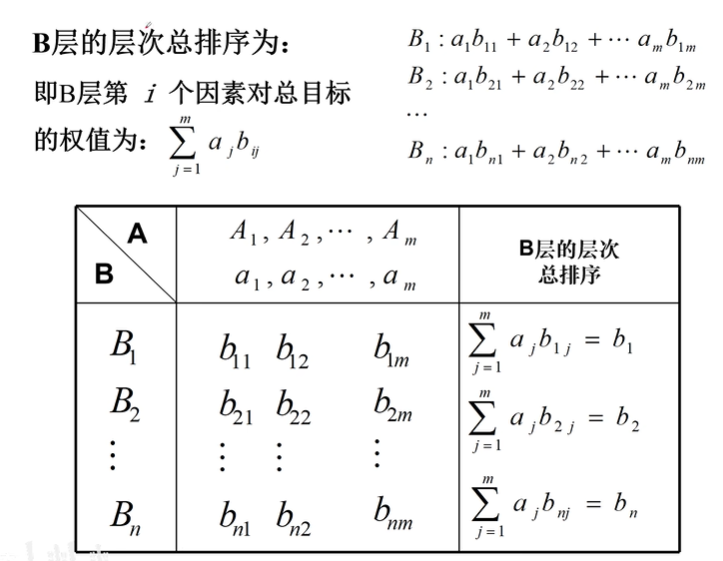 B层的层次总排序为：
即B层第 i 个因素对总目标
的权值为： $\sum_{j=1}^{m} a_j b_{ij}$
$B_1 : a_1 b_{11} + a_2 b_{12} + \cdots a_m b_{1m}$
$B_2 : a_1 b_{21} + a_2 b_{22} + \cdots a_m b_{2m}$
…
$B_n : a_1 b_{n1} + a_2 b_{n2} + \cdots a_m b_{nm}$
A
B
$A_1, A_2, \cdots, A_m$
$a_1, a_2, \cdots, a_m$
B层的层次
总排序
$B_1$ $b_{11}$ $b_{12}$ $b_{1m}$ $\sum_{j=1}^{m} a_j b_{1j} = b_1$
$B_2$ $b_{21}$ $b_{22}$ $b_{2m}$ $\sum_{j=1}^{m} a_j b_{2j} = b_2$
⋮ ⋮ ⋮ ⋮
$B_n$ $b_{n1}$ $b_{n2}$ $b_{nm}$ $\sum_{j=1}^{m} a_j b_{nj} = b_n$